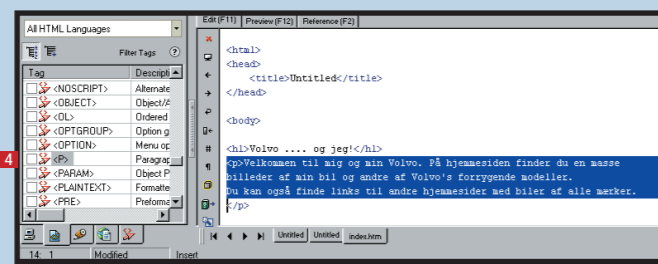 All HTML Languages
Filter Tags
Tag Descripti
<NOSCRIPT> Alternate
<OBJECT> Object/A
<OL> Ordered
<OPTGROUP> Option g
<OPTION> Menu op
4
<P> Paragrap
<PARAM> Object P
<PLAINTEXT> Formatte
<PRE> Preforma
14: 1 Modified Insert
Edit (F11) Preview (F12) Reference (F2)
<html>
<head>
<title>Untitled</title>
</head>
<body>
<h1>Volvo .... og jeg!</h1>
<p>Velkommen til mig og min Volvo. På hjemmesiden finder du en masse
billeder af min bil og andre af Volvo's forrygende modeller.
Du kan også finde links til andre hjemmesider med biler af alle mærker.
</p>
Untitled Untitled index.htm